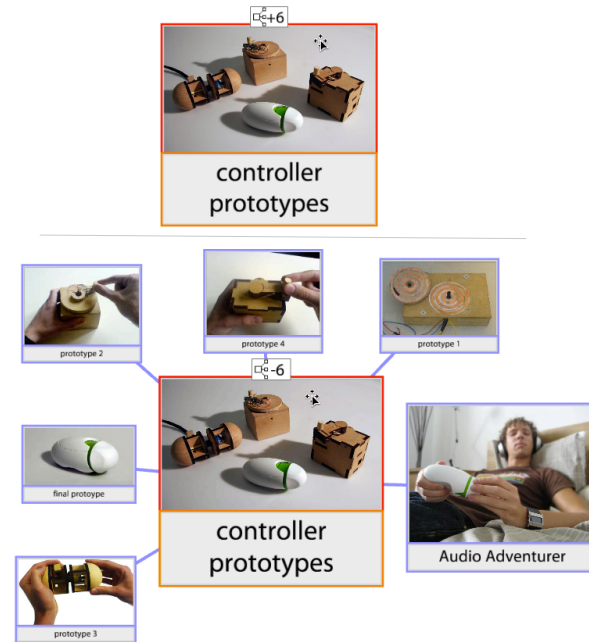 +6
controller
prototypes
prototype 2
prototype 4
prototype 1
-6
final protoype
controller
prototypes
Audio Adventurer
prototype 3